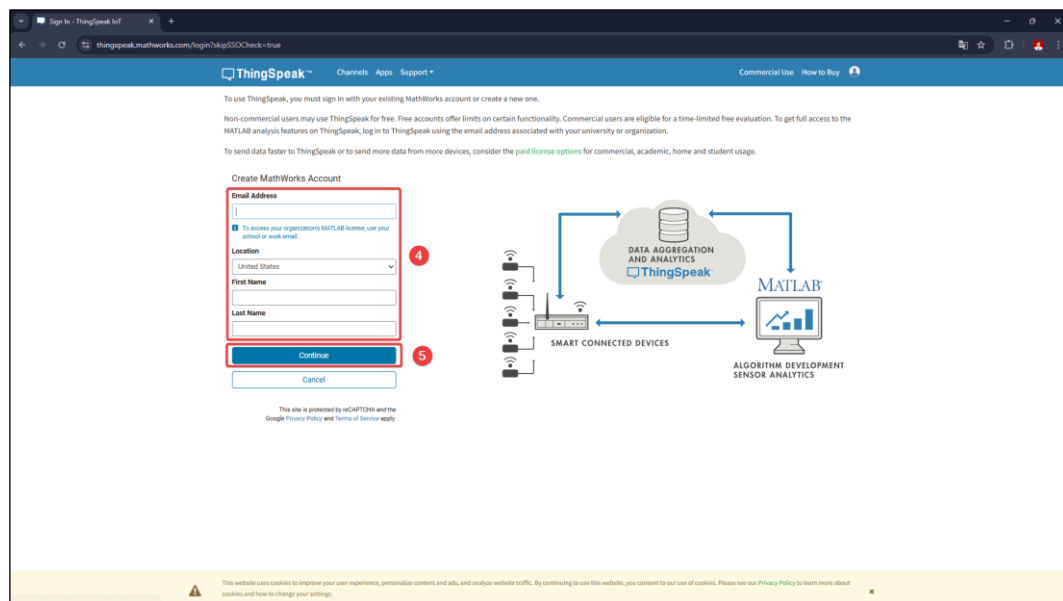 Sign In - ThingSpeak IoT
thingspeak.mathworks.com/login?skipSSOCheck=true
ThingSpeak™ Channels Apps Support Commercial Use How to Buy
To use ThingSpeak, you must sign in with your existing MathWorks account or create a new one.
Non-commercial users may use ThingSpeak for free. Free accounts offer limits on certain functionality. Commercial users are eligible for a time-limited free evaluation. To get full access to the
MATLAB analysis features on ThingSpeak, log in to ThingSpeak using the email address associated with your university or organization.
To send data faster to ThingSpeak or to send more data from more devices, consider the paid license options for commercial, academic, home and student usage.
Create MathWorks Account
Email Address
To access your organization's MATLAB license, use your
school or work email.
4
Location
United States
First Name
Last Name
Continue
5
Cancel
This site is protected by reCAPTCHA and the
Google Privacy Policy and Terms of Service apply.
DATA AGGREGATION
AND ANALYTICS
ThingSpeak
MATLAB
SMART CONNECTED DEVICES
ALGORITHM DEVELOPMENT
SENSOR ANALYTICS
This website uses cookies to improve your user experience, personalize content and ads, and analyze website traffic. By continuing to use this website, you consent to our use of cookies. Please see our Privacy Policy to learn more about
cookies and how to change your settings.